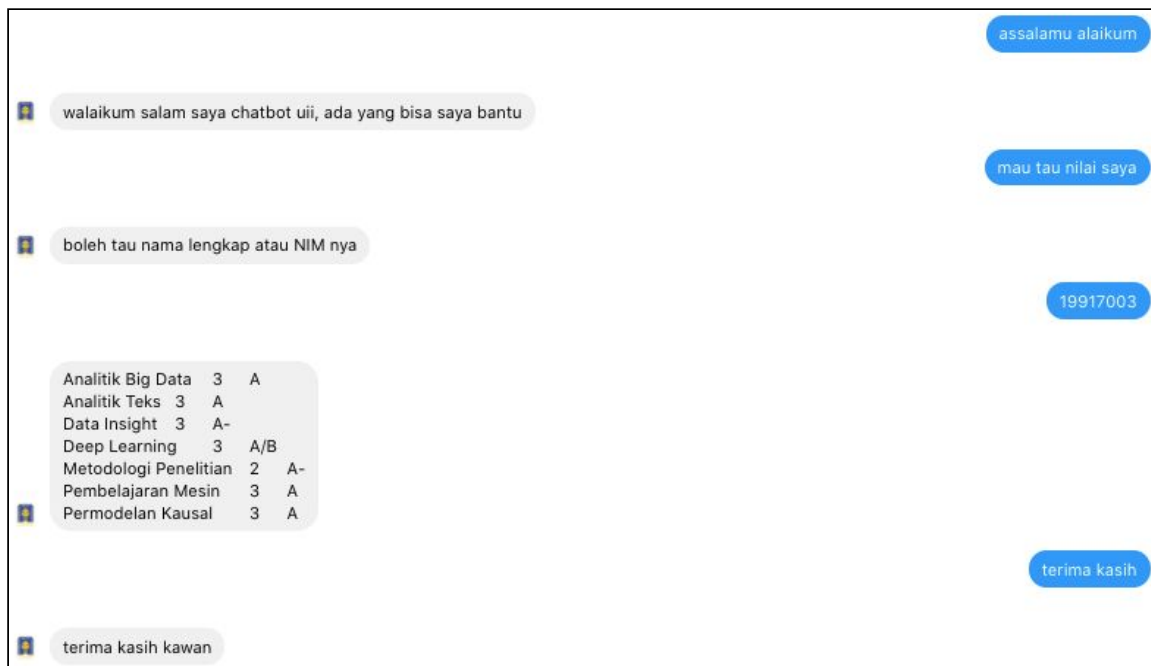 assalamu alaikum
walaikum salam saya chatbot uii, ada yang bisa saya bantu
mau tau nilai saya
boleh tau nama lengkap atau NIM nya
19917003
Analitik Big Data 3 A
Analitik Teks 3 A
Data Insight 3 A-
Deep Learning 3 A/B
Metodologi Penelitian 2 A-
Pembelajaran Mesin 3 A
Permodelan Kausal 3 A
terima kasih
terima kasih kawan